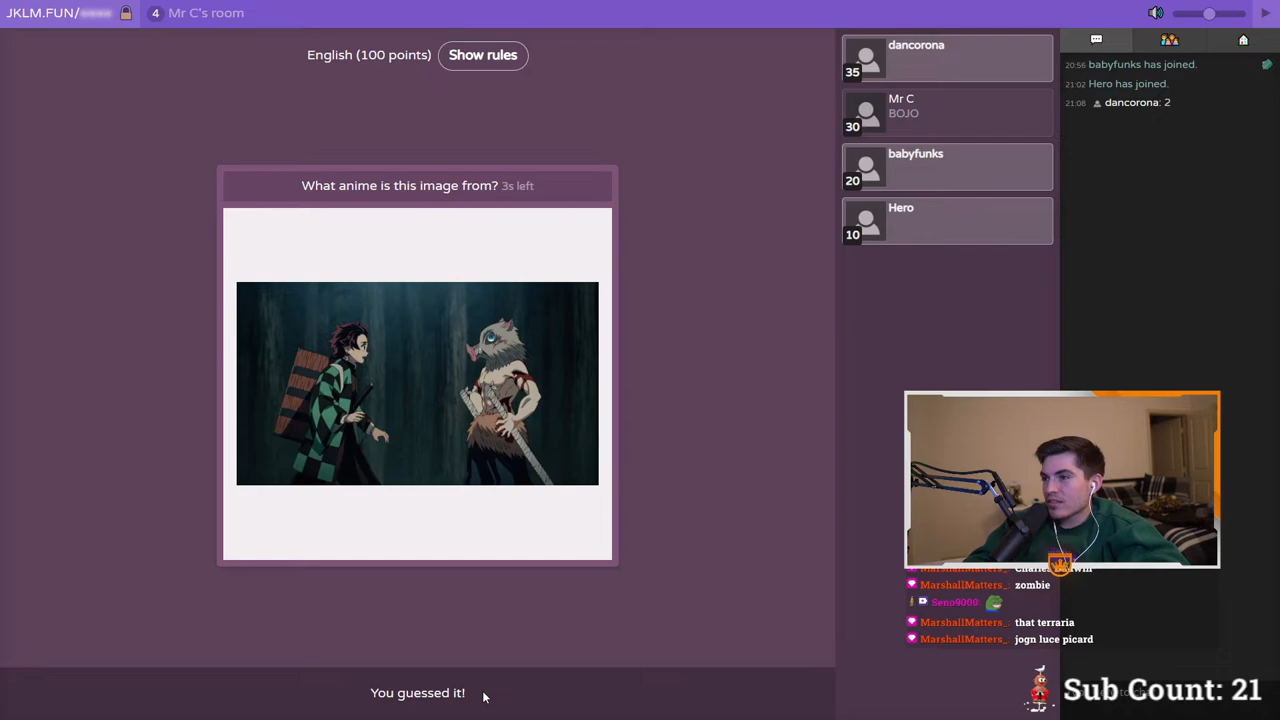 JKLM.FUN/
4 Mr C's room
English (100 points) Show rules
What anime is this image from? 3s left
You guessed it!
dancorona
35
Mr C
BOJO
30
babyfunks
20
Hero
10
20:56 babyfunks has joined.
21:02 Hero has joined.
21:08 dancorona: 2
MarshallMatters_:
MarshallMatters_: zombie
Seno9000:
MarshallMatters_: that terraria
MarshallMatters_: jogn luce picard
Sub Count: 21